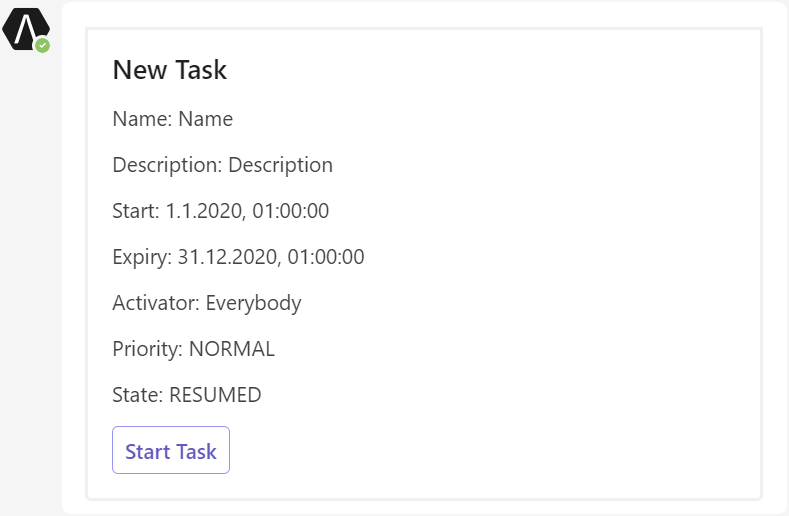 New Task
Name: Name
Description: Description
Start: 1.1.2020, 01:00:00
Expiry: 31.12.2020, 01:00:00
Activator: Everybody
Priority: NORMAL
State: RESUMED
Start Task